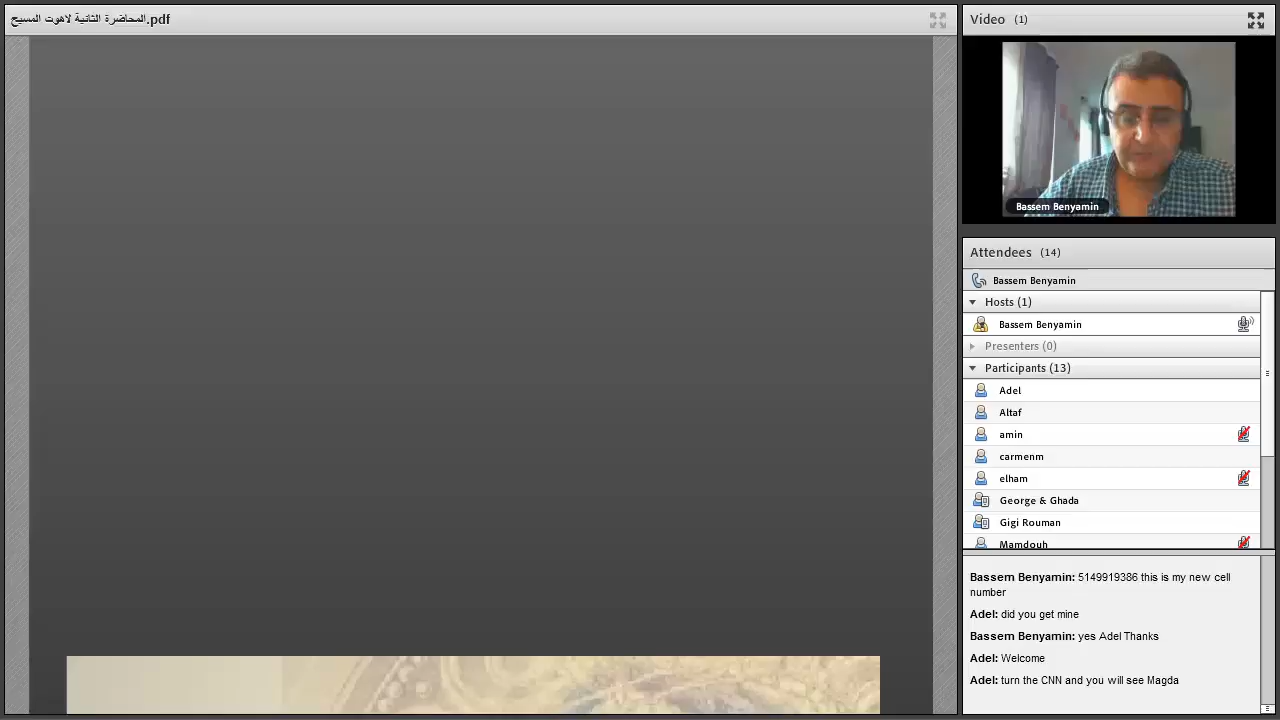 المحاضرة الثانية لاهوت المسيح.pdf
Video (1)
Bassem Benyamin
Attendees (14)
Bassem Benyamin
Hosts (1)
Bassem Benyamin
Presenters (0)
Participants (13)
Adel
Altaf
amin
carmenm
elham
George & Ghada
Gigi Rouman
Mamdouh
Bassem Benyamin: 5149919386 this is my new cell
number
Adel: did you get mine
Bassem Benyamin: yes Adel Thanks
Adel: Welcome
Adel: turn the CNN and you will see Magda